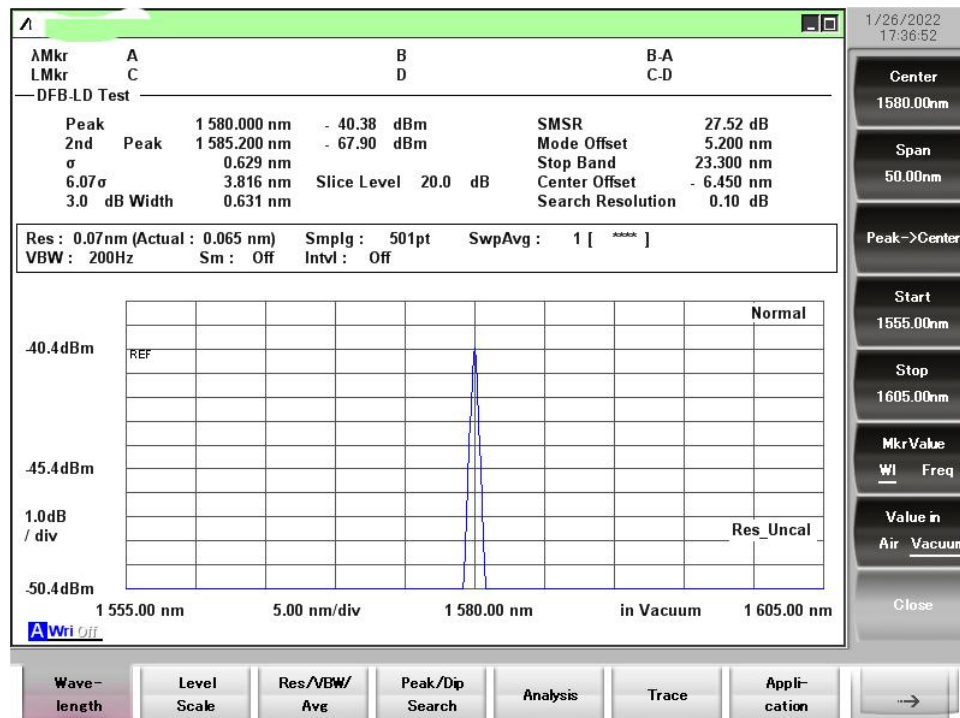 1/26/2022
17:36:52
λMkr A B B-A
LMkr C D C-D
DFB-LD Test
Peak 1 580.000 nm - 40.38 dBm SMSR 27.52 dB
2nd Peak 1 585.200 nm - 67.90 dBm Mode Offset 5.200 nm
σ 0.629 nm Stop Band 23.300 nm
6.07σ 3.816 nm Slice Level 20.0 dB Center Offset - 6.450 nm
3.0 dB Width 0.631 nm Search Resolution 0.10 dB
Res : 0.07nm (Actual : 0.065 nm) Smplg : 501pt SwpAvg : 1 [ **** ]
VBW : 200Hz Sm : Off Intvl : Off
Normal
-40.4dBm
REF
-45.4dBm
1.0dB
/ div
Res_Uncal
-50.4dBm
1 555.00 nm 5.00 nm/div 1 580.00 nm in Vacuum 1 605.00 nm
A Wri Off
Center
1580.00nm
Span
50.00nm
Peak->Center
Start
1555.00nm
Stop
1605.00nm
Mkr Value
Wl Freq
Value in
Air Vacuum
Close
Wave-
length
Level
Scale
Res/VBW/
Avg
Peak/Dip
Search
Analysis
Trace
Appli-
cation